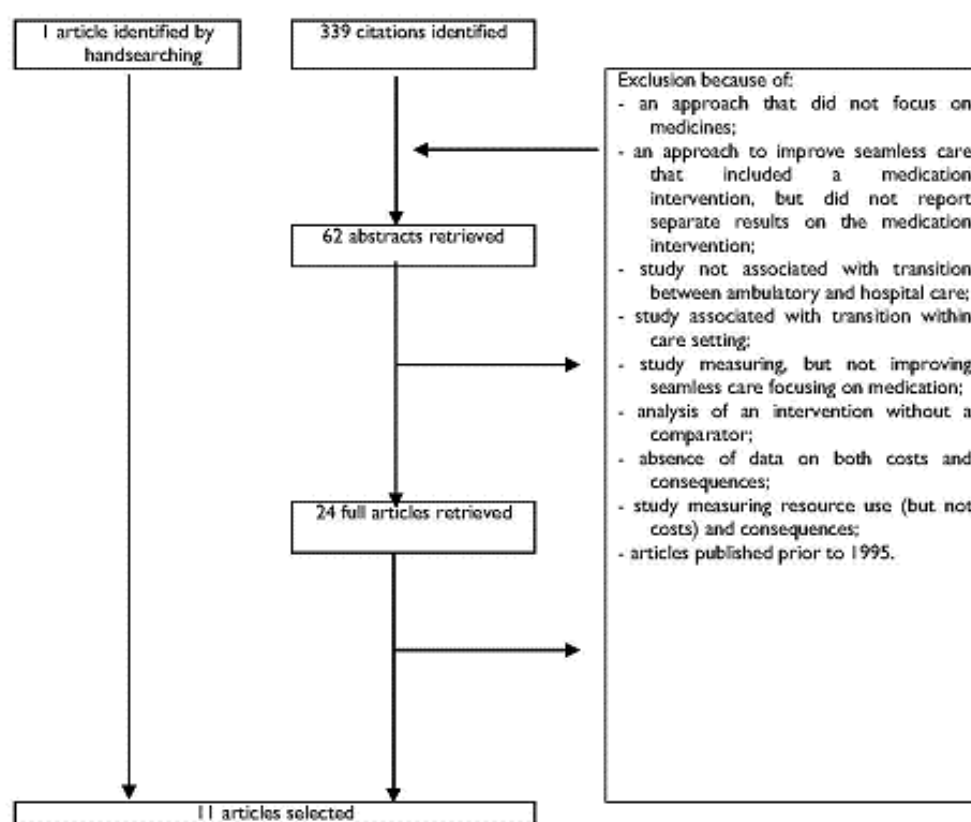 1 article identified by
handsearching
339 citations identified
62 abstracts retrieved
24 full articles retrieved
11 articles selected
Exclusion because of:
- an approach that did not focus on
medicines;
- an approach to improve seamless care
that included a medication
intervention, but did not report
separate results on the medication
intervention;
- study not associated with transition
between ambulatory and hospital care;
- study associated with transition within
care setting;
- study measuring, but not improving
seamless care focusing on medication;
- analysis of an intervention without a
comparator;
- absence of data on both costs and
consequences;
- study measuring resource use (but not
costs) and consequences;
- articles published prior to 1995.